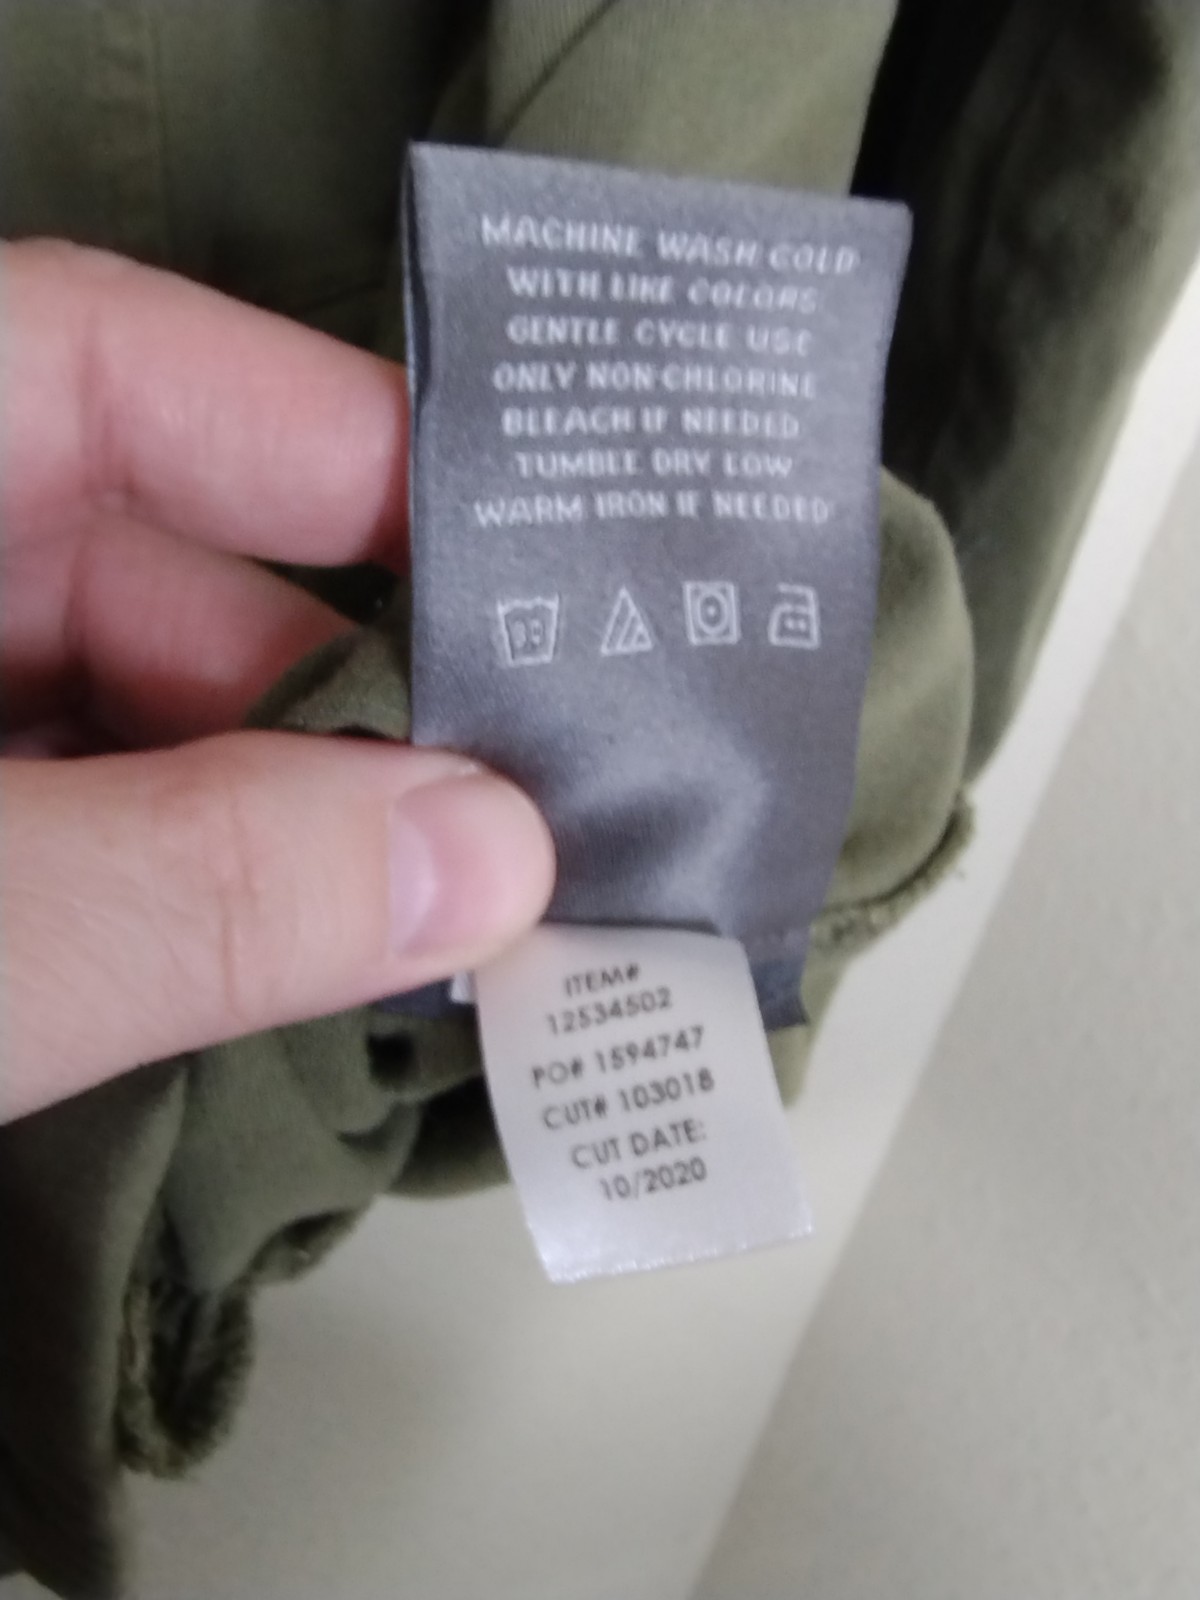 MACHINE WASH COLD
WITH LIKE COLORS
GENTLE CYCLE USE
ONLY NON-CHLORINE
BLEACH IF NEEDED
TUMBLE DRY LOW
WARM IRON IF NEEDED
30
ITEM#
12534502
PO# 1594747
CUT# 103018
CUT DATE:
10/2020